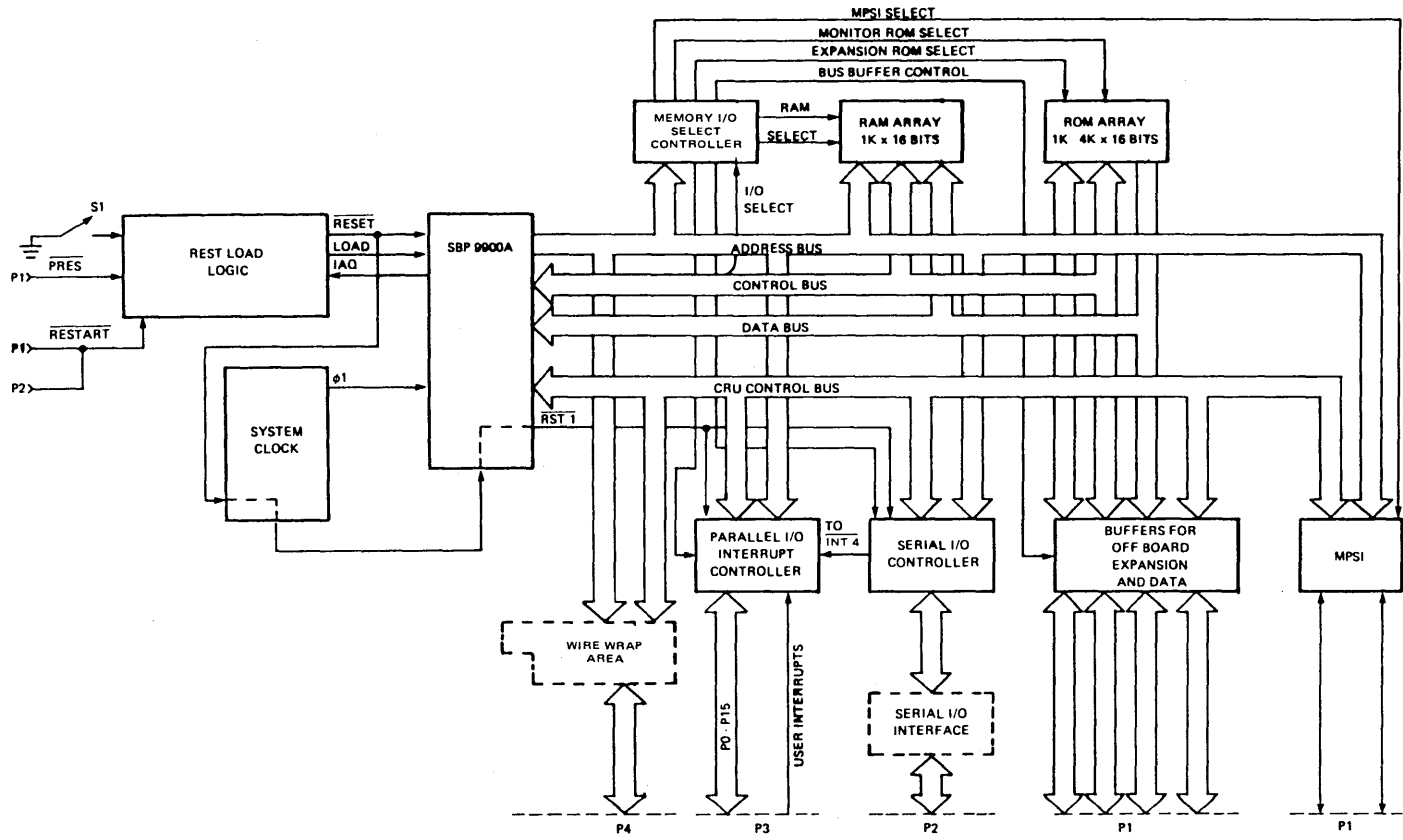 MPSI SELECT
MONITOR ROM SELECT
EXPANSION ROM SELECT
BUS BUFFER CONTROL
MEMORY I/O
SELECT
CONTROLLER
RAM
SELECT
RAM ARRAY
1K x 16 BITS
ROM ARRAY
1K 4K x 16 BITS
I/O
SELECT
S1
P1
PRES
REST LOAD
LOGIC
RESET
LOAD
IAQ
SBP 9900A
ADDRESS BUS
CONTROL BUS
DATA BUS
CRU CONTROL BUS
RESTART
P1
P2
φ1
SYSTEM
CLOCK
RST 1
PARALLEL I/O
INTERRUPT
CONTROLLER
TO
INT 4
SERIAL I/O
CONTROLLER
BUFFERS FOR
OFF BOARD
EXPANSION
AND DATA
MPSI
WIRE WRAP
AREA
P0 - P15
USER INTERRUPTS
SERIAL I/O
INTERFACE
P4
P3
P2
P1
P1